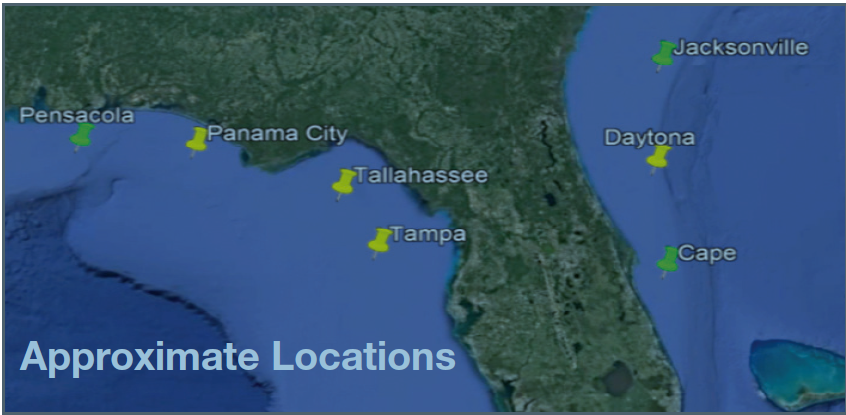 Jacksonville
Pensacola
Panama City
Daytona
Tallahassee
Tampa
Cape
Approximate Locations